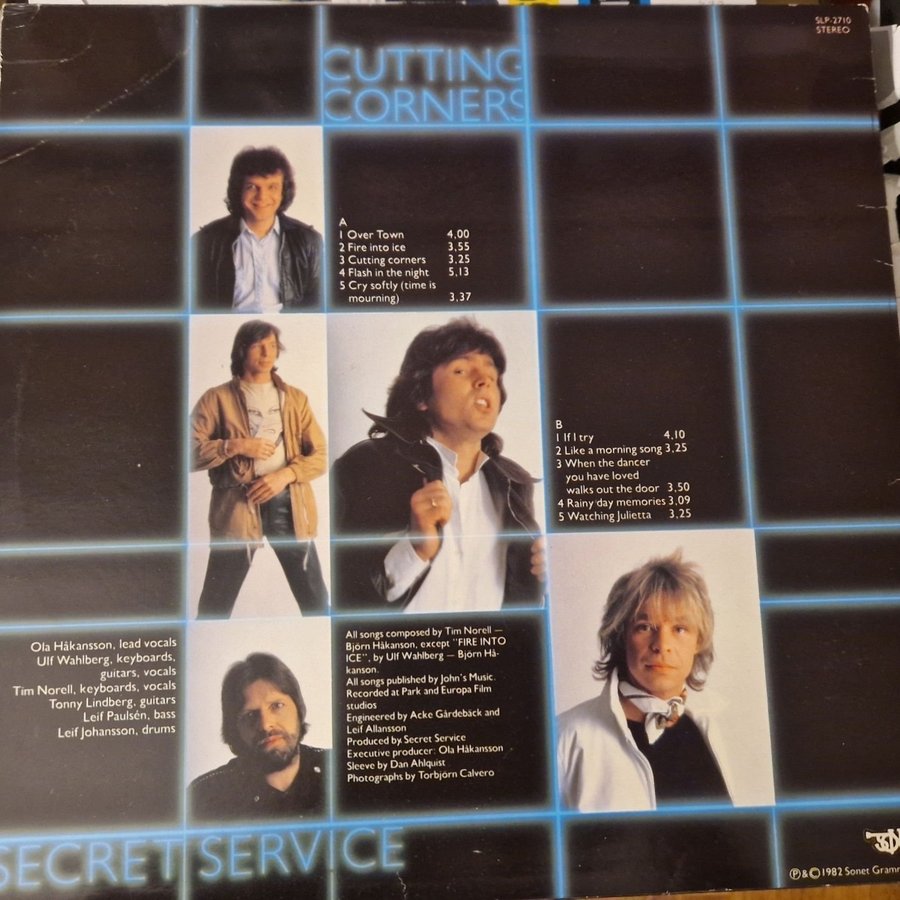 SLP-2710
STEREO
CUTTING
CORNERS
A
1 Over Town 4,00
2 Fire into ice 3,55
3 Cutting corners 3,25
4 Flash in the night 5,13
5 Cry softly (time is
mourning) 3,37
B
1 If I try 4,10
2 Like a morning song 3,25
3 When the dancer
you have loved
walks out the door 3,50
4 Rainy day memories 3,09
5 Watching Julietta 3,25
Ola Håkansson, lead vocals
Ulf Wahlberg, keyboards,
guitars, vocals
Tim Norell, keyboards, vocals
Tonny Lindberg, guitars
Leif Paulsén, bass
Leif Johansson, drums
All songs composed by Tim Norell —
Björn Håkanson, except "FIRE INTO
ICE", by Ulf Wahlberg — Björn Hå-
kanson.
All songs published by John's Music.
Recorded at Park and Europa Film
studios
Engineered by Acke Gårdebäck and
Leif Allansson
Produced by Secret Service
Executive producer: Ola Håkansson
Sleeve by Dan Ahlquist
Photographs by Torbjörn Calvero
SECRET SERVICE
℗ & © 1982 Sonet Gramm